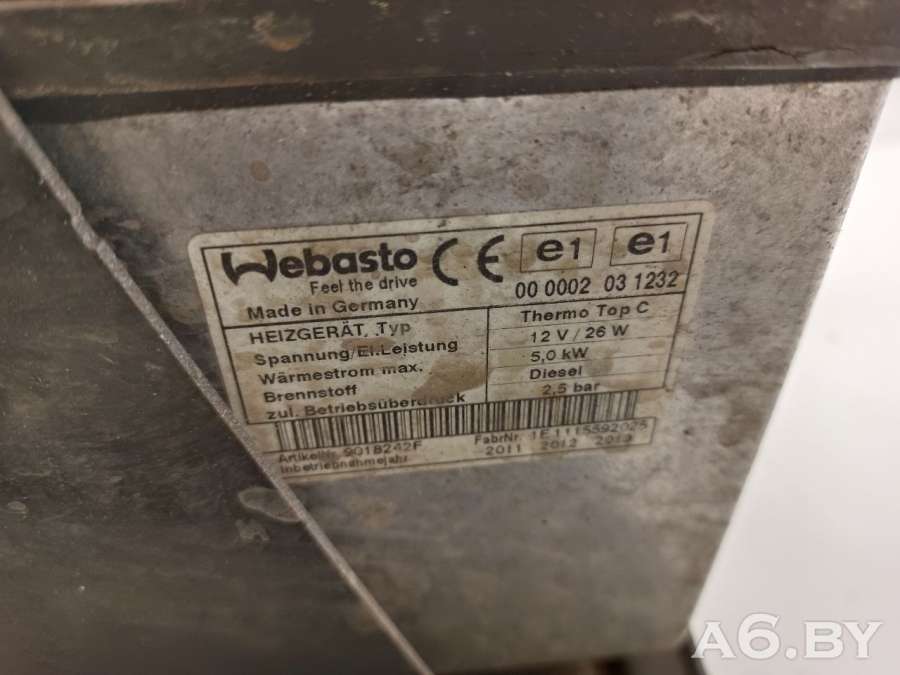 Webasto CE e1 e1
Feel the drive 00 0002 03 1232
Made in Germany
HEIZGERÄT, Typ Thermo Top C
Spannung/El.Leistung 12 V / 26 W
Wärmestrom max. 5,0 kW
Brennstoff Diesel
zul. Betriebsüberdruck 2,5 bar
ArtikelNr. 9018242F FabrNr. 1E1115592025
Inbetriebnahmejahr 2011 2012 2013
A6.BY